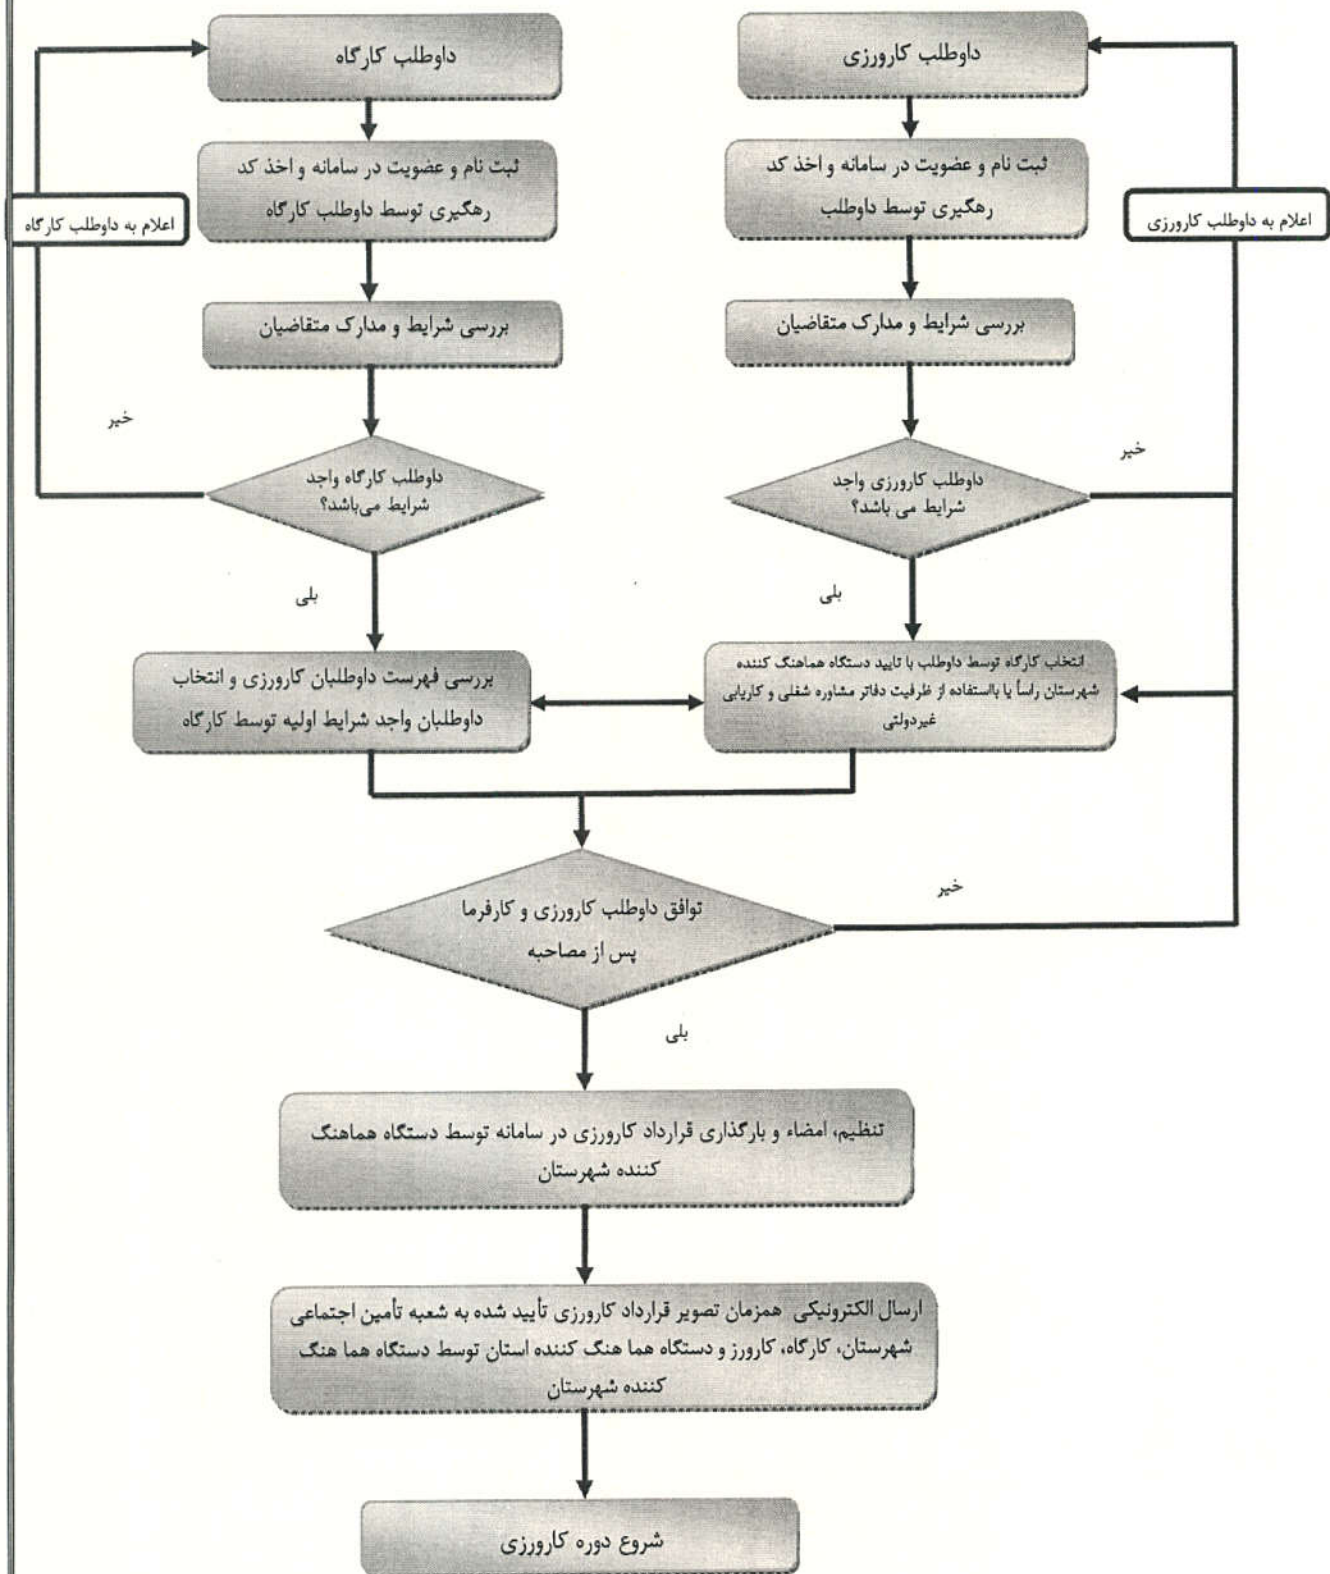 داوطلب کارورزی
داوطلب کارگاه
ثبت نام و عضویت در سامانه و اخذ کد
رهگیری توسط داوطلب
ثبت نام و عضویت در سامانه و اخذ کد
رهگیری توسط داوطلب کارگاه
اعلام به داوطلب کارورزی
اعلام به داوطلب کارگاه
بررسی شرایط و مدارک متقاضیان
بررسی شرایط و مدارک متقاضیان
خیر
خیر
داوطلب کارورزی واجد
شرایط می باشد؟
داوطلب کارگاه واجد
شرایط می‌باشد؟
بلی
بلی
انتخاب کارگاه توسط داوطلب با تایید دستگاه هماهنگ کننده
شهرستان راساً یا بااستفاده از ظرفیت دفاتر مشاوره شغلی و کاریابی
غیردولتی
بررسی فهرست داوطلبان کارورزی و انتخاب
داوطلبان واجد شرایط اولیه توسط کارگاه
خیر
توافق داوطلب کارورزی و کارفرما
پس از مصاحبه
بلی
تنظیم، امضاء و بارگذاری قرارداد کارورزی در سامانه توسط دستگاه هماهنگ
کننده شهرستان
ارسال الکترونیکی همزمان تصویر قرارداد کارورزی تأیید شده به شعبه تأمین اجتماعی
شهرستان، کارگاه، کارورز و دستگاه هما هنگ کننده استان توسط دستگاه هما هنگ
کننده شهرستان
شروع دوره کارورزی